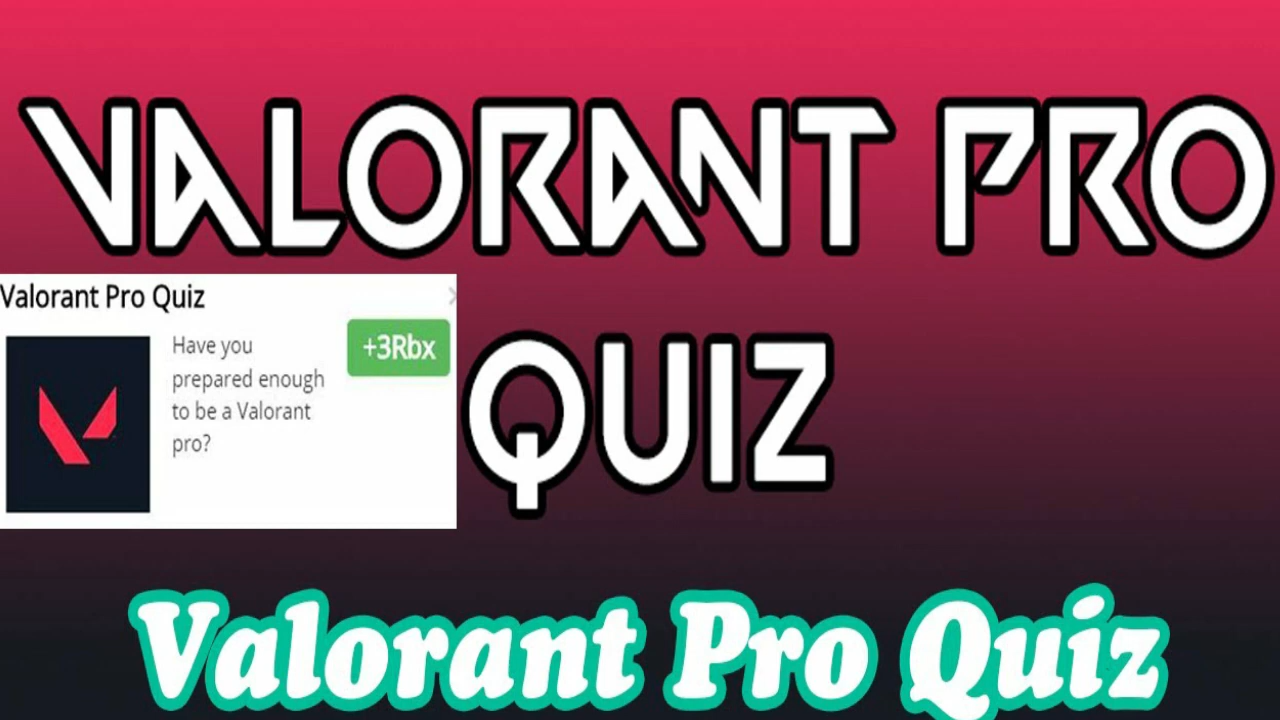 VALORANT PRO
QUIZ
Valorant Pro Quiz
Have you
prepared enough
to be a Valorant
pro?
+3Rbx
Valorant Pro Quiz